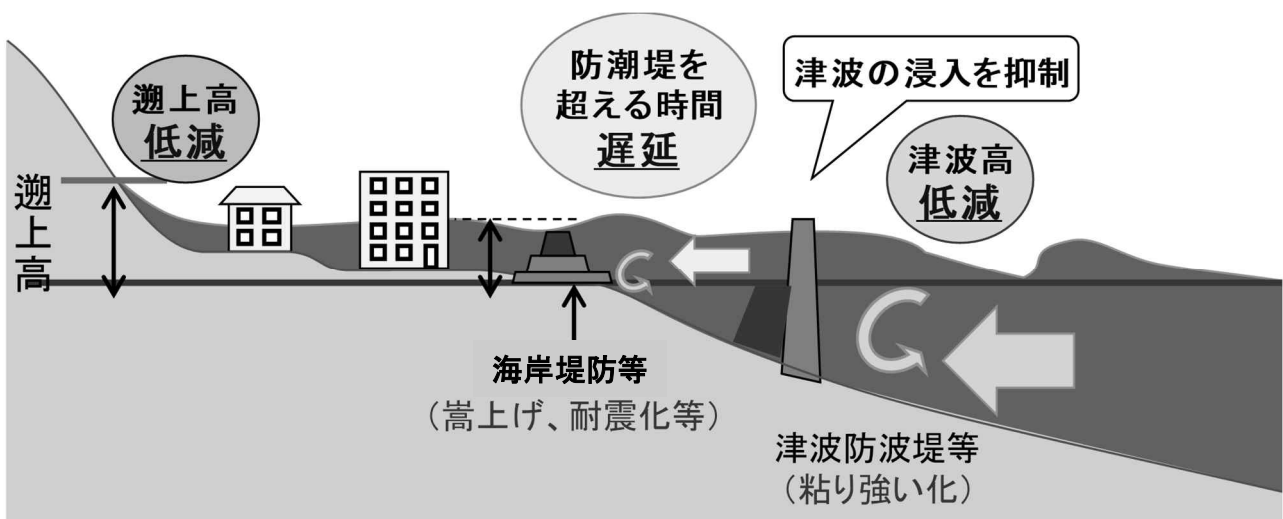 遡上高
低減
防潮堤を
超える時間
遅延
津波の浸入を抑制
津波高
低減
遡上高
海岸堤防等
（嵩上げ、耐震化等）
津波防波堤等
（粘り強い化）